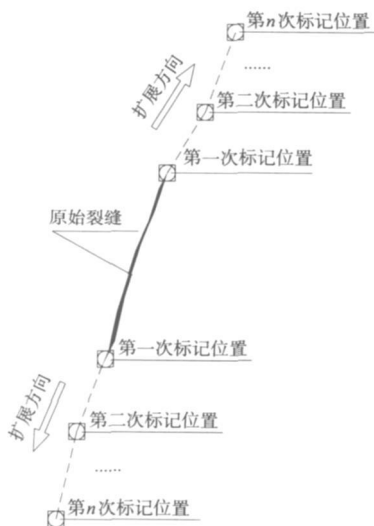 第n次标记位置
……
扩展方向
第二次标记位置
第一次标记位置
原始裂缝
第一次标记位置
扩展方向
第二次标记位置
……
第n次标记位置